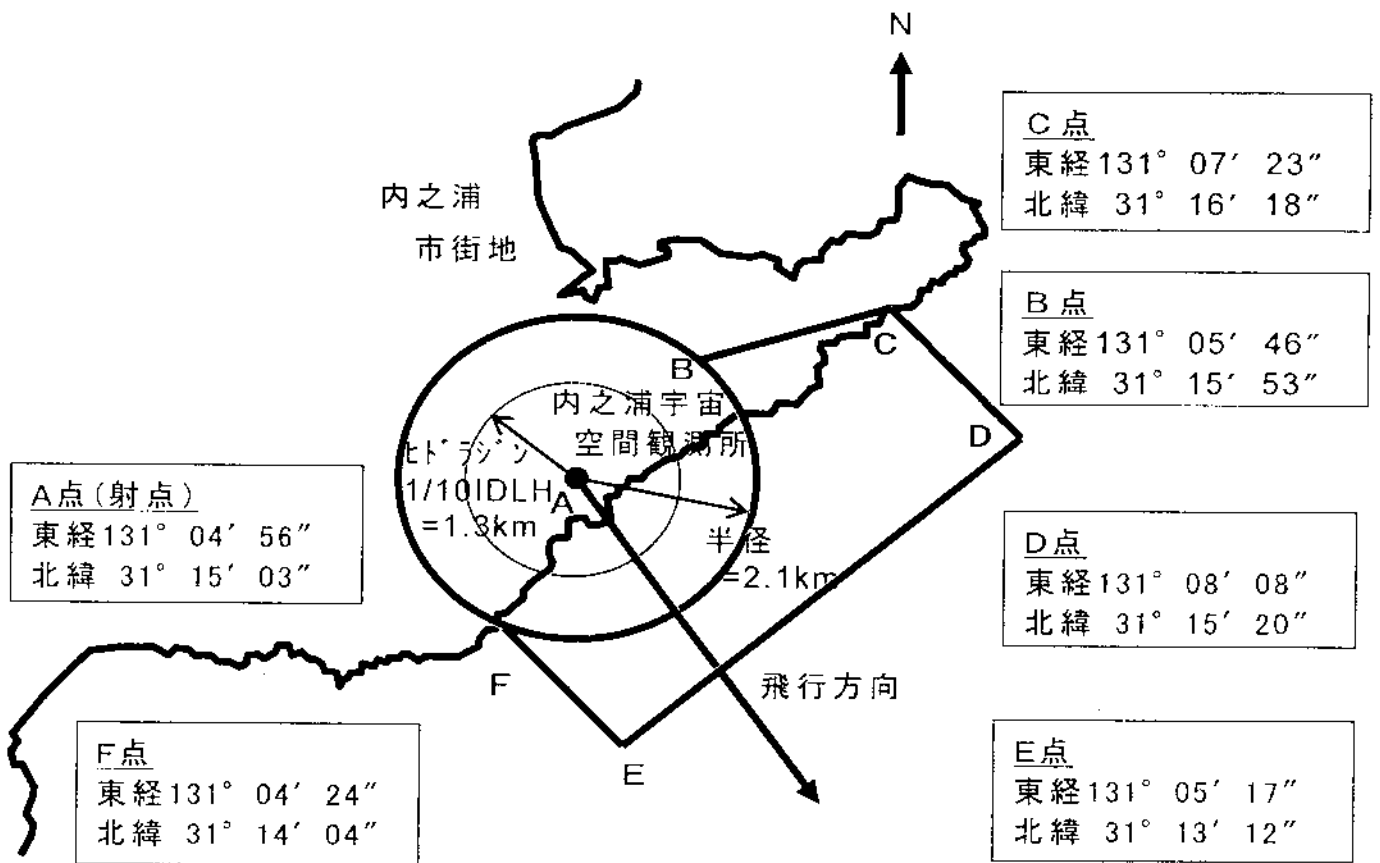 N
C点
東経131° 07′ 23″
北緯 31° 16′ 18″
内之浦
市街地
B点
東経131° 05′ 46″
北緯 31° 15′ 53″
C
B
内之浦宇宙
空間観測所
D
ヒドラジン
1/10IDLH
=1.3km
A
半径
=2.1km
A点(射点)
東経131° 04′ 56″
北緯 31° 15′ 03″
D点
東経131° 08′ 08″
北緯 31° 15′ 20″
F
飛行方向
E
F点
東経131° 04′ 24″
北緯 31° 14′ 04″
E点
東経131° 05′ 17″
北緯 31° 13′ 12″